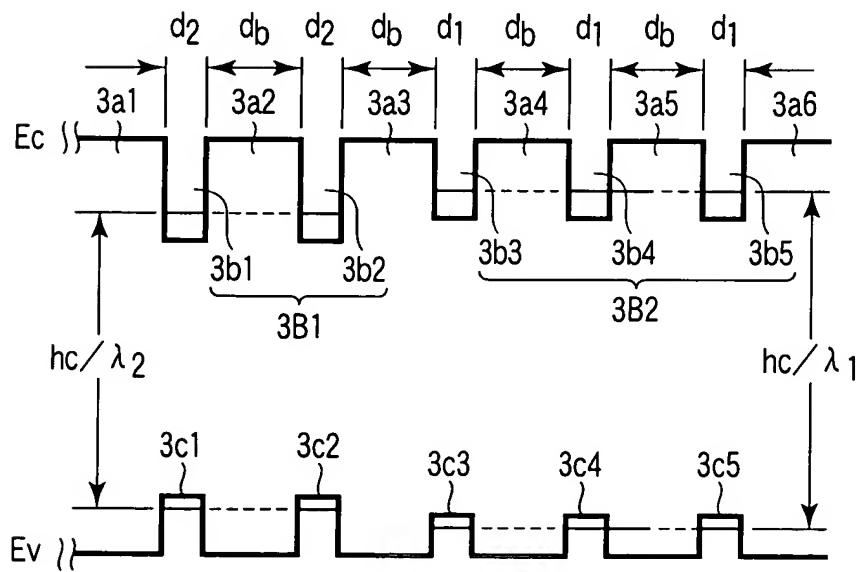 d2 db d2 db d1 db d1 db d1
3a1 3a2 3a3 3a4 3a5 3a6
Ec
3b1 3b2 3b3 3b4 3b5
3B1 3B2
hc/λ2 hc/λ1
3c1 3c2 3c3 3c4 3c5
Ev